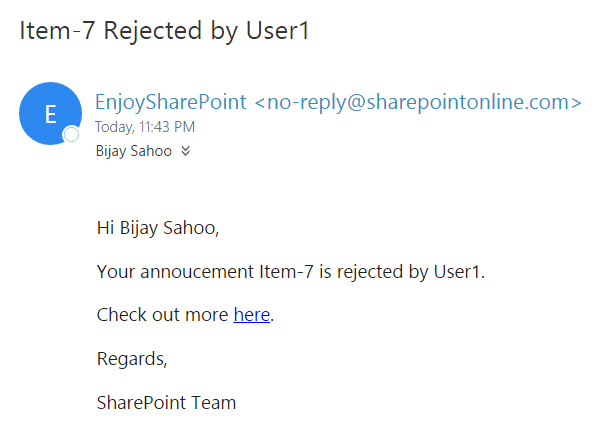 Item-7 Rejected by User1
E
EnjoySharePoint <no-reply@sharepointonline.com>
Today, 11:43 PM
Bijay Sahoo
Hi Bijay Sahoo,
Your annoucement Item-7 is rejected by User1.
Check out more here.
Regards,
SharePoint Team